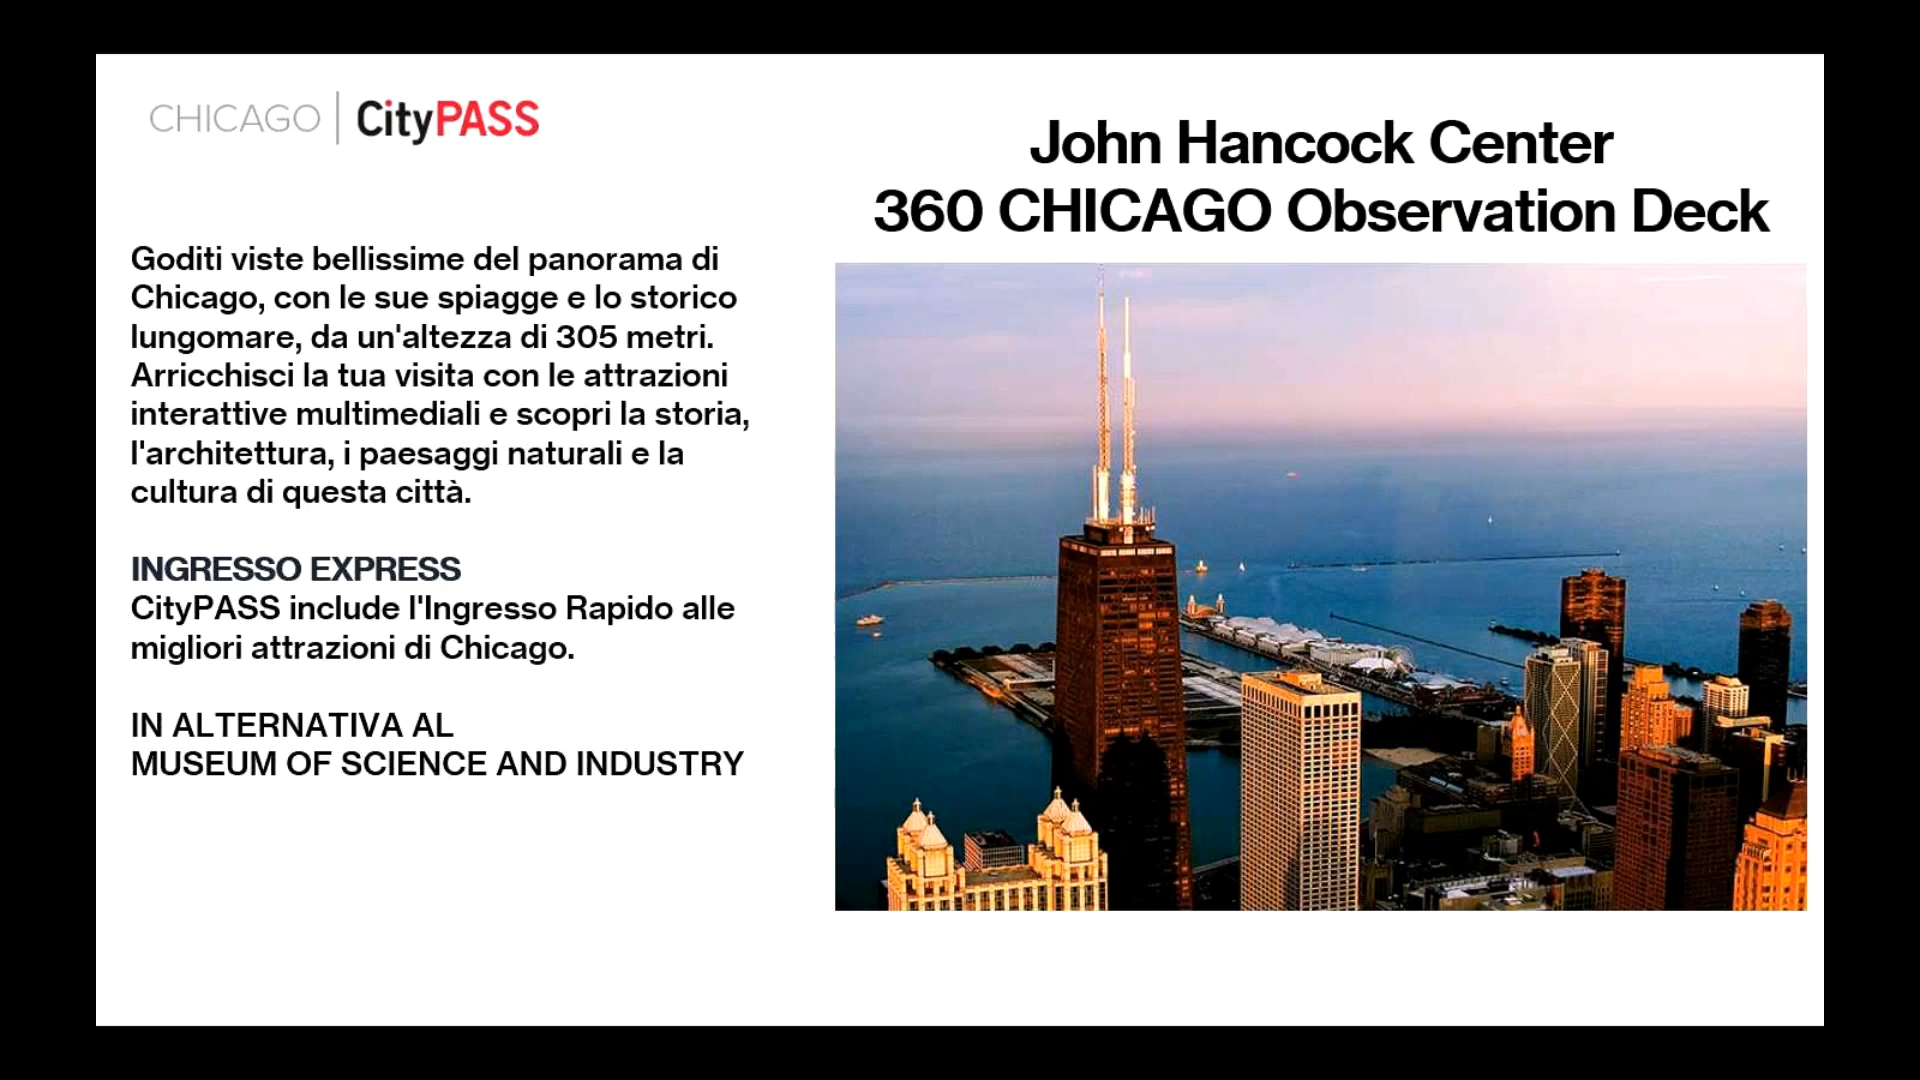 CHICAGO | CityPASS
John Hancock Center
360 CHICAGO Observation Deck
Goditi viste bellissime del panorama di
Chicago, con le sue spiagge e lo storico
lungomare, da un'altezza di 305 metri.
Arricchisci la tua visita con le attrazioni
interattive multimediali e scopri la storia,
l'architettura, i paesaggi naturali e la
cultura di questa città.
INGRESSO EXPRESS
CityPASS include l'Ingresso Rapido alle
migliori attrazioni di Chicago.
IN ALTERNATIVA AL
MUSEUM OF SCIENCE AND INDUSTRY